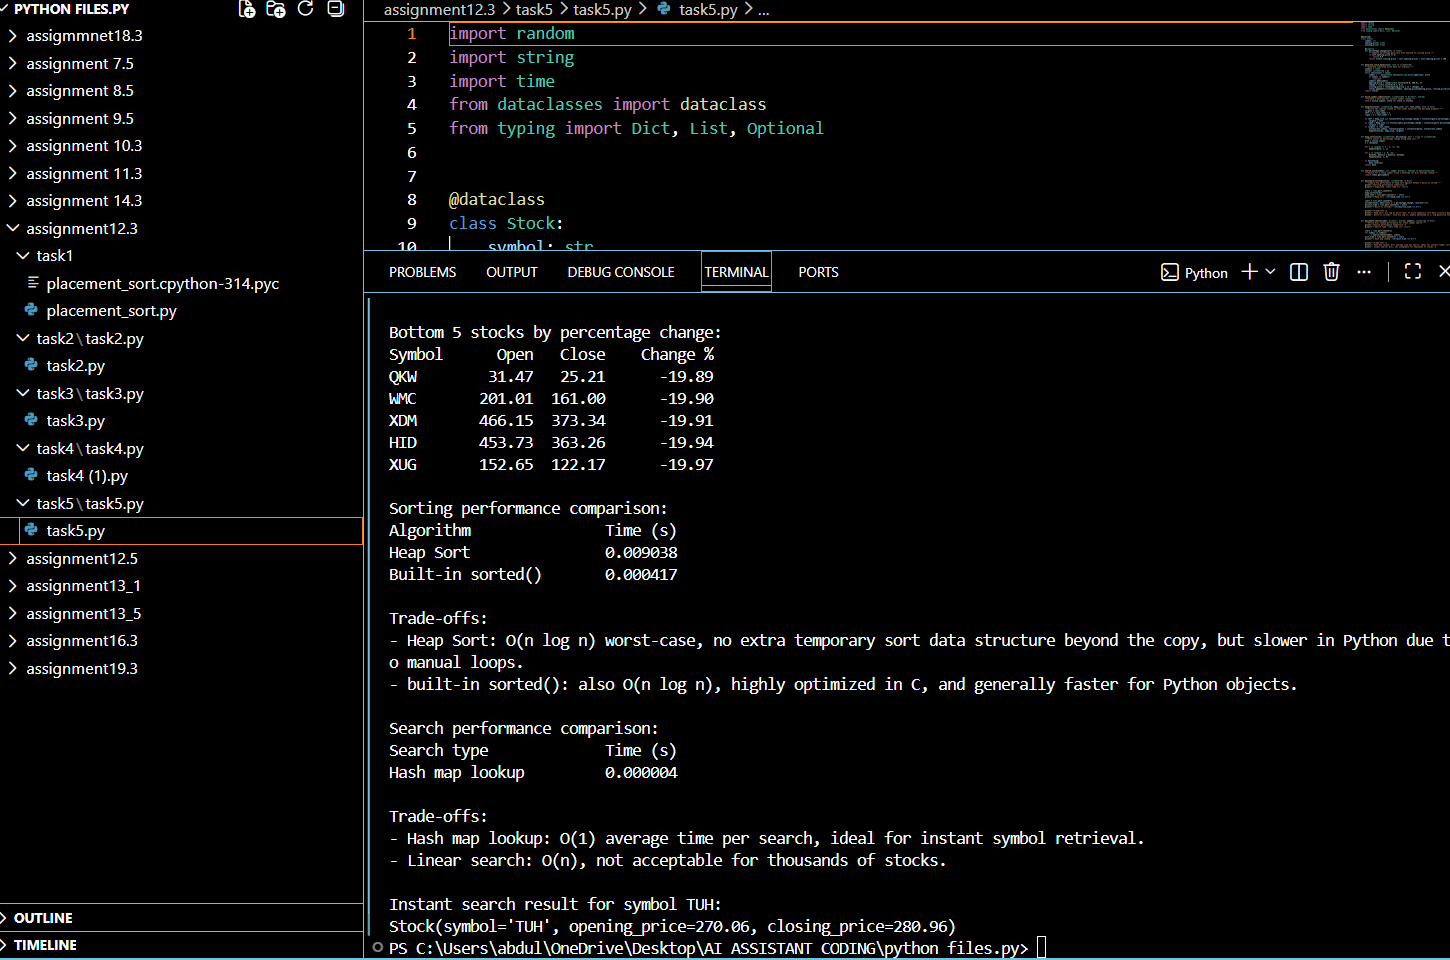 PYTHON FILES.PY
assigmmnet18.3
assignment 7.5
assignment 8.5
assignment 9.5
assignment 10.3
assignment 11.3
assignment 14.3
assignment12.3
task1
placement_sort.cpython-314.pyc
placement_sort.py
task2\task2.py
task2.py
task3\task3.py
task3.py
task4\task4.py
task4 (1).py
task5\task5.py
task5.py
assignment12.5
assignment13_1
assignment13_5
assignment16.3
assignment19.3
OUTLINE
TIMELINE
assignment12.3 > task5 > task5.py > task5.py > ...
1 import random
2 import string
3 import time
4 from dataclasses import dataclass
5 from typing import Dict, List, Optional
6
7
8 @dataclass
9 class Stock:
10 symbol: str
PROBLEMS OUTPUT DEBUG CONSOLE TERMINAL PORTS
Python
Bottom 5 stocks by percentage change:
Symbol Open Close Change %
QKW 31.47 25.21 -19.89
WMC 201.01 161.00 -19.90
XDM 466.15 373.34 -19.91
HID 453.73 363.26 -19.94
XUG 152.65 122.17 -19.97
Sorting performance comparison:
Algorithm Time (s)
Heap Sort 0.009038
Built-in sorted() 0.000417
Trade-offs:
- Heap Sort: O(n log n) worst-case, no extra temporary sort data structure beyond the copy, but slower in Python due t
o manual loops.
- built-in sorted(): also O(n log n), highly optimized in C, and generally faster for Python objects.
Search performance comparison:
Search type Time (s)
Hash map lookup 0.000004
Trade-offs:
- Hash map lookup: O(1) average time per search, ideal for instant symbol retrieval.
- Linear search: O(n), not acceptable for thousands of stocks.
Instant search result for symbol TUH:
Stock(symbol='TUH', opening_price=270.06, closing_price=280.96)
PS C:\Users\abdul\OneDrive\Desktop\AI ASSISTANT CODING\python files.py>